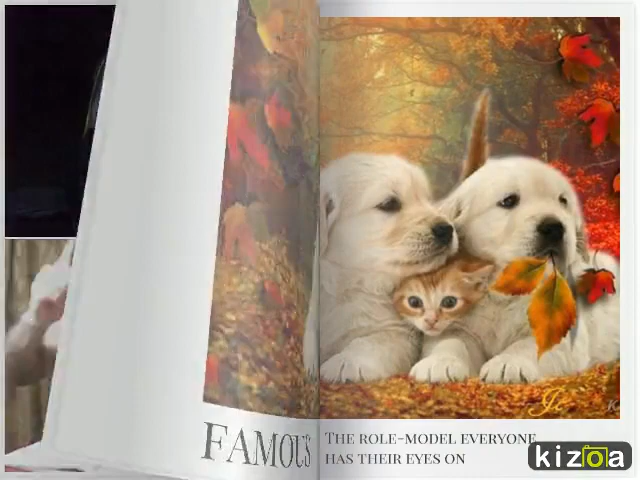 FAMOUS
THE ROLE-MODEL EVERYONE
HAS THEIR EYES ON
kizoa